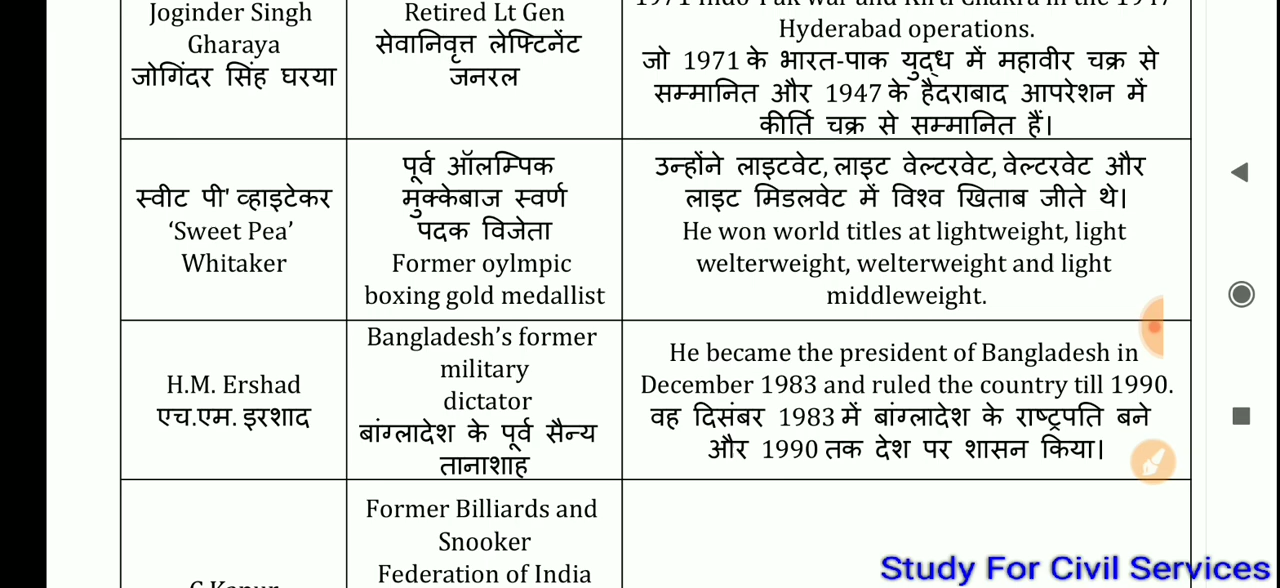 Joginder Singh
Gharaya
जोगिंदर सिंह घरया
Retired Lt Gen
सेवानिवृत्त लेफ्टिनेंट
जनरल
Hyderabad operations.
जो 1971 के भारत-पाक युद्ध में महावीर चक्र से
सम्मानित और 1947 के हैदराबाद आपरेशन में
कीर्ति चक्र से सम्मानित हैं।
स्वीट पी' व्हाइटेकर
‘Sweet Pea’
Whitaker
पूर्व ऑलम्पिक
मुक्केबाज स्वर्ण
पदक विजेता
Former oylmpic
boxing gold medallist
उन्होंने लाइटवेट, लाइट वेल्टरवेट, वेल्टरवेट और
लाइट मिडलवेट में विश्व खिताब जीते थे।
He won world titles at lightweight, light
welterweight, welterweight and light
middleweight.
H.M. Ershad
एच.एम. इरशाद
Bangladesh’s former
military
dictator
बांग्लादेश के पूर्व सैन्य
तानाशाह
He became the president of Bangladesh in
December 1983 and ruled the country till 1990.
वह दिसंबर 1983 में बांग्लादेश के राष्ट्रपति बने
और 1990 तक देश पर शासन किया।
Former Billiards and
Snooker
Federation of India
Study For Civil Services